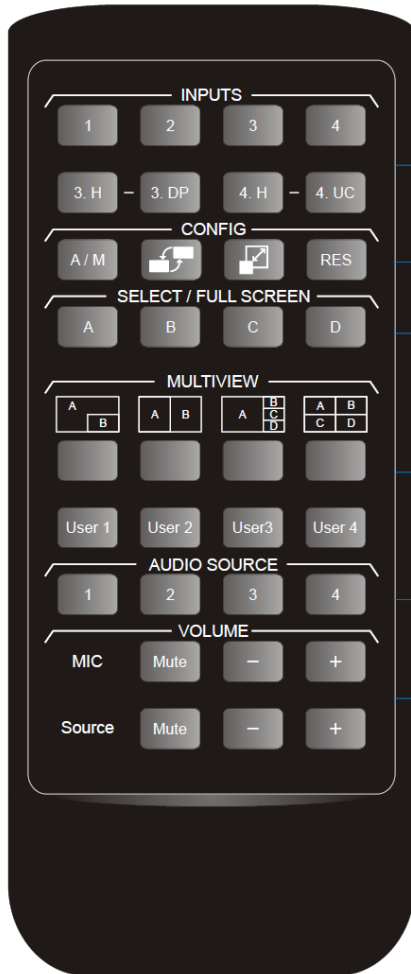 INPUTS
1 2 3 4
3. H – 3. DP 4. H – 4. UC
CONFIG
A / M RES
SELECT / FULL SCREEN
A B C D
MULTIVIEW
A B A B A B C D A B C D
User 1 User 2 User3 User 4
AUDIO SOURCE
1 2 3 4
VOLUME
MIC Mute – +
Source Mute – +